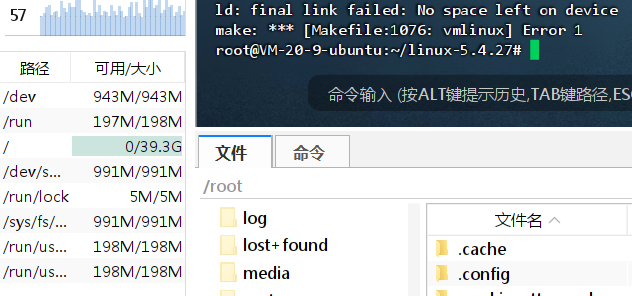 57
路径 可用/大小
/dev 943M/943M
/run 197M/198M
/ 0/39.3G
/dev/s... 991M/991M
/run/lock 5M/5M
/sys/fs/... 991M/991M
/run/us... 198M/198M
/run/us... 198M/198M
ld: final link failed: No space left on device
make: *** [Makefile:1076: vmlinux] Error 1
root@VM-20-9-ubuntu:~/linux-5.4.27#
命令输入 (按ALT键提示历史,TAB键路径,ES
文件 命令
/root
log
lost+found
media
文件名
.cache
.config